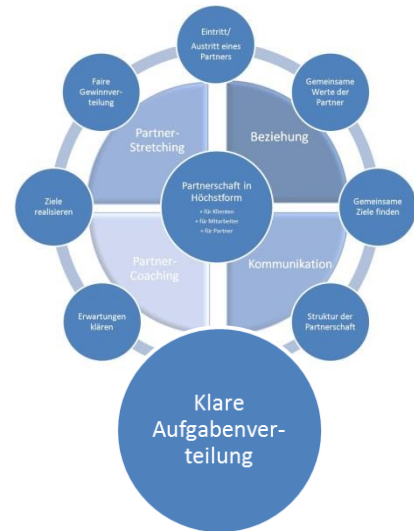 Eintritt/
Austritt eines
Partners
Faire
Gewinnver-
teilung
Gemeinsame
Werte der
Partner
Partner-
Stretching
Beziehung
Ziele
realisieren
Partnerschaft in
Höchstform
+ für Klienten
+ für Mitarbeiter
+ für Partner
Gemeinsame
Ziele finden
Partner-
Coaching
Kommunikation
Erwartungen
klären
Struktur der
Partnerschaft
Klare
Aufgabenver-
teilung